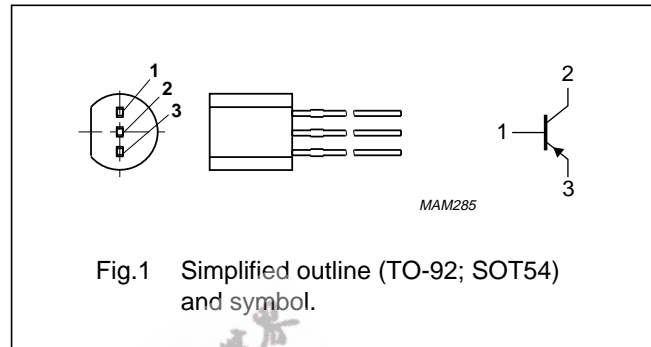 1
2
3
2
1
3
MAM285
Fig.1 Simplified outline (TO-92; SOT54)
and symbol.